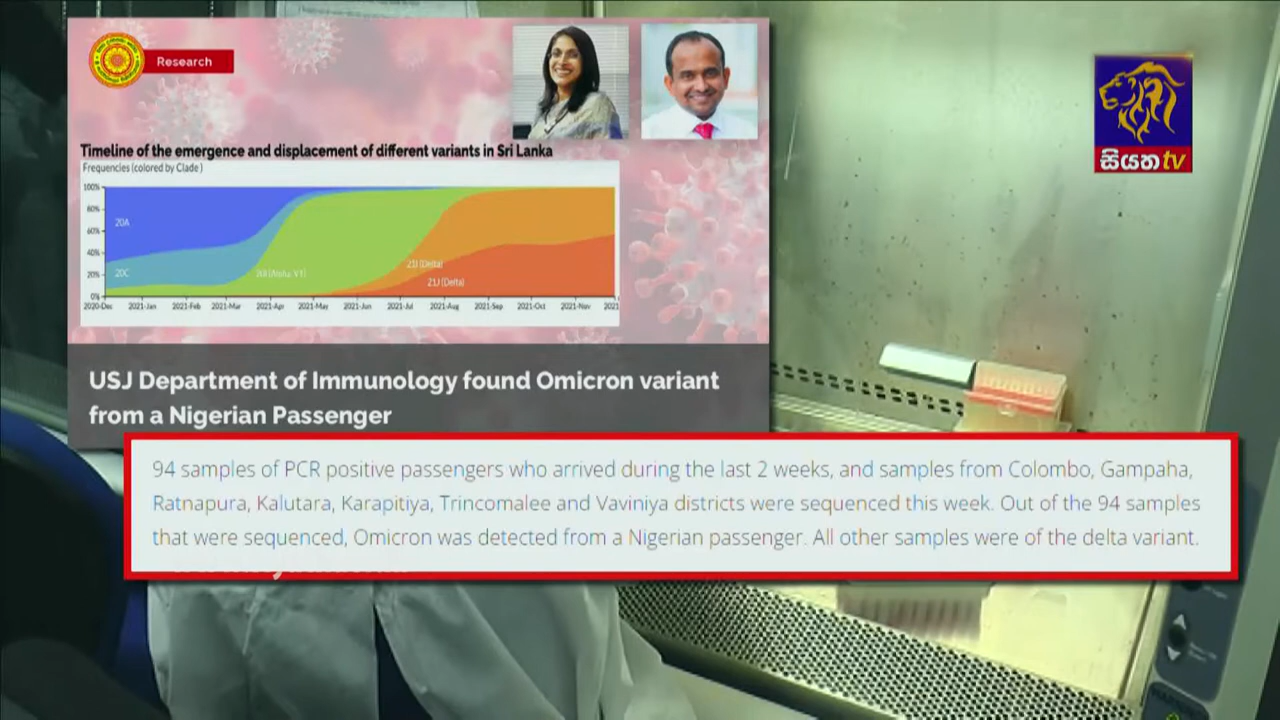 Research
සියත tv
Timeline of the emergence and displacement of different variants in Sri Lanka
Frequencies (colored by Clade )
100%
80%
60%
40%
20%
0%
20A
20C
20I (Alpha, V1)
21I (Delta)
21J (Delta)
2020-Dec 2021-Jan 2021-Feb 2021-Mar 2021-Apr 2021-May 2021-Jun 2021-Jul 2021-Aug 2021-Sep 2021-Oct 2021-Nov 2021
USJ Department of Immunology found Omicron variant
from a Nigerian Passenger
94 samples of PCR positive passengers who arrived during the last 2 weeks, and samples from Colombo, Gampaha,
Ratnapura, Kalutara, Karapitiya, Trincomalee and Vaviniya districts were sequenced this week. Out of the 94 samples
that were sequenced, Omicron was detected from a Nigerian passenger. All other samples were of the delta variant.